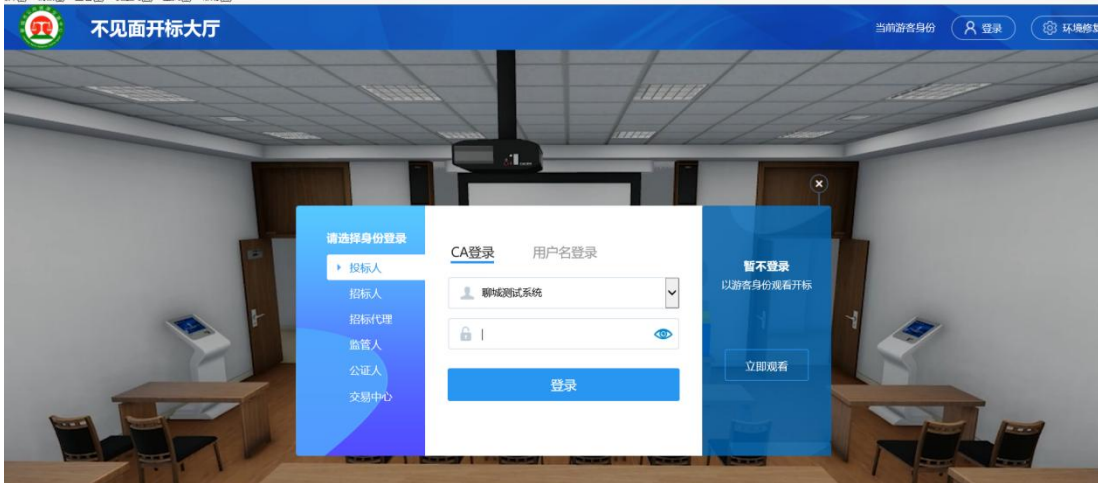 不见面开标大厅
当前游客身份
登录
环境修复
请选择身份登录
投标人
招标人
招标代理
监管人
公证人
交易中心
CA登录
用户名登录
聊城测试系统
登录
暂不登录
以游客身份观看开标
立即观看